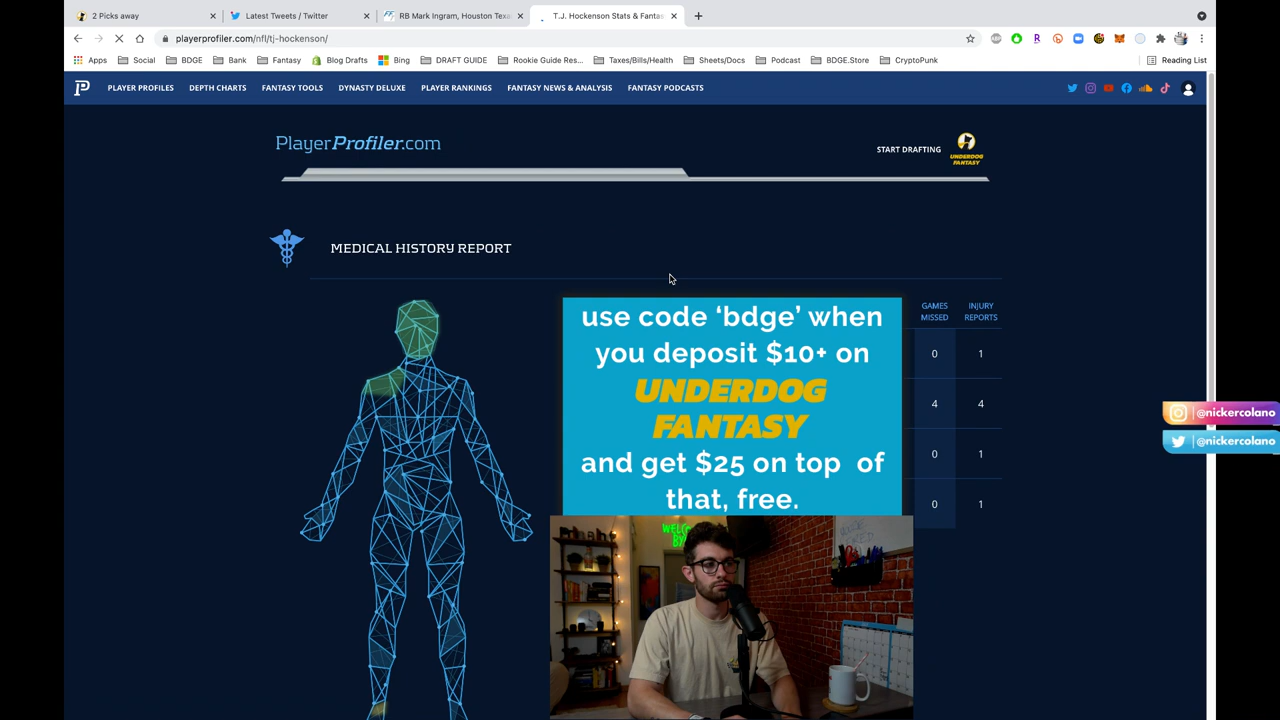 2 Picks away
Latest Tweets / Twitter
RB Mark Ingram, Houston Texa
T.J. Hockenson Stats & Fantas
playerprofiler.com/nfl/tj-hockenson/
Apps
Social
BDGE
Bank
Fantasy
Blog Drafts
Bing
DRAFT GUIDE
Rookie Guide Res...
Taxes/Bills/Health
Sheets/Docs
Podcast
BDGE.Store
CryptoPunk
Reading List
PLAYER PROFILES
DEPTH CHARTS
FANTASY TOOLS
DYNASTY DELUXE
PLAYER RANKINGS
FANTASY NEWS & ANALYSIS
FANTASY PODCASTS
PlayerProfiler.com
START DRAFTING
UNDERDOG
FANTASY
MEDICAL HISTORY REPORT
GAMES
MISSED
INJURY
REPORTS
0 1
4 4
0 1
0 1
use code ‘bdge’ when
you deposit $10+ on
UNDERDOG
FANTASY
and get $25 on top of
that, free.
@nickercolano
@nickercolano